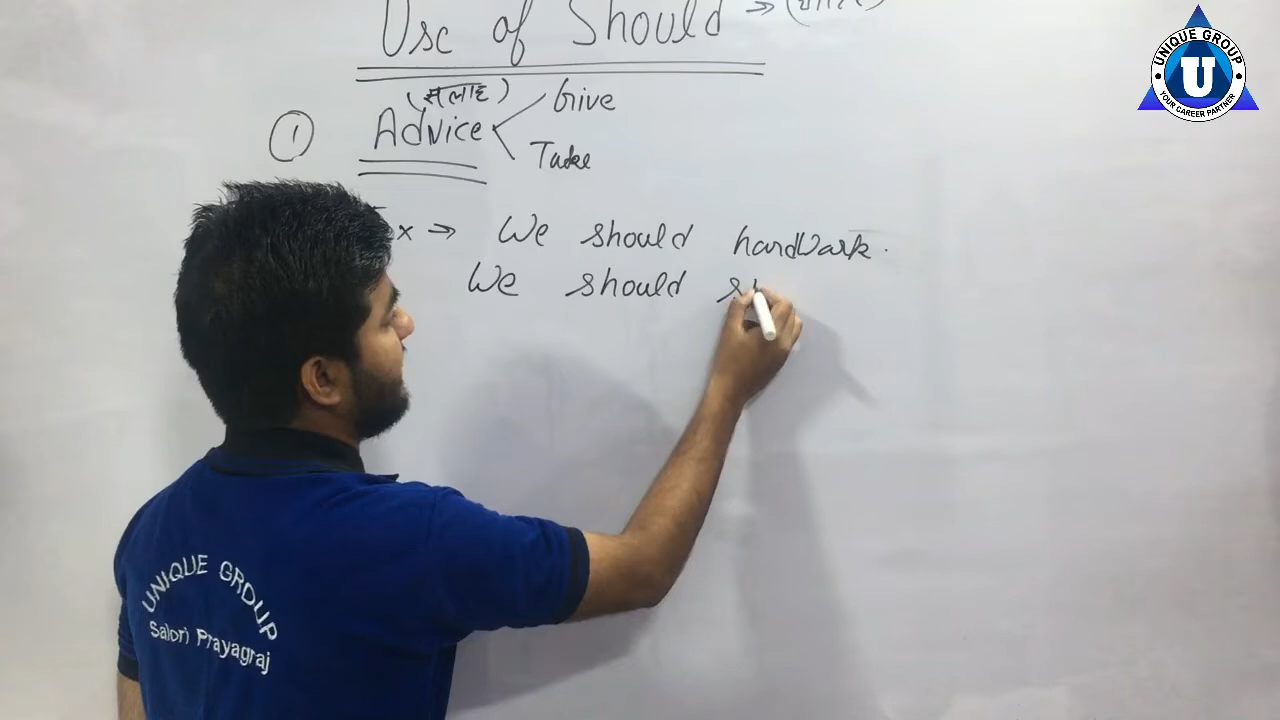 Use of Should →
(सलाह)
① Advice Give
Take
Ex → We should hardWark.
We should
UNIQUE GROUP
U
YOUR CAREER PARTNER
UNIQUE GROUP
Salori Prayagraj